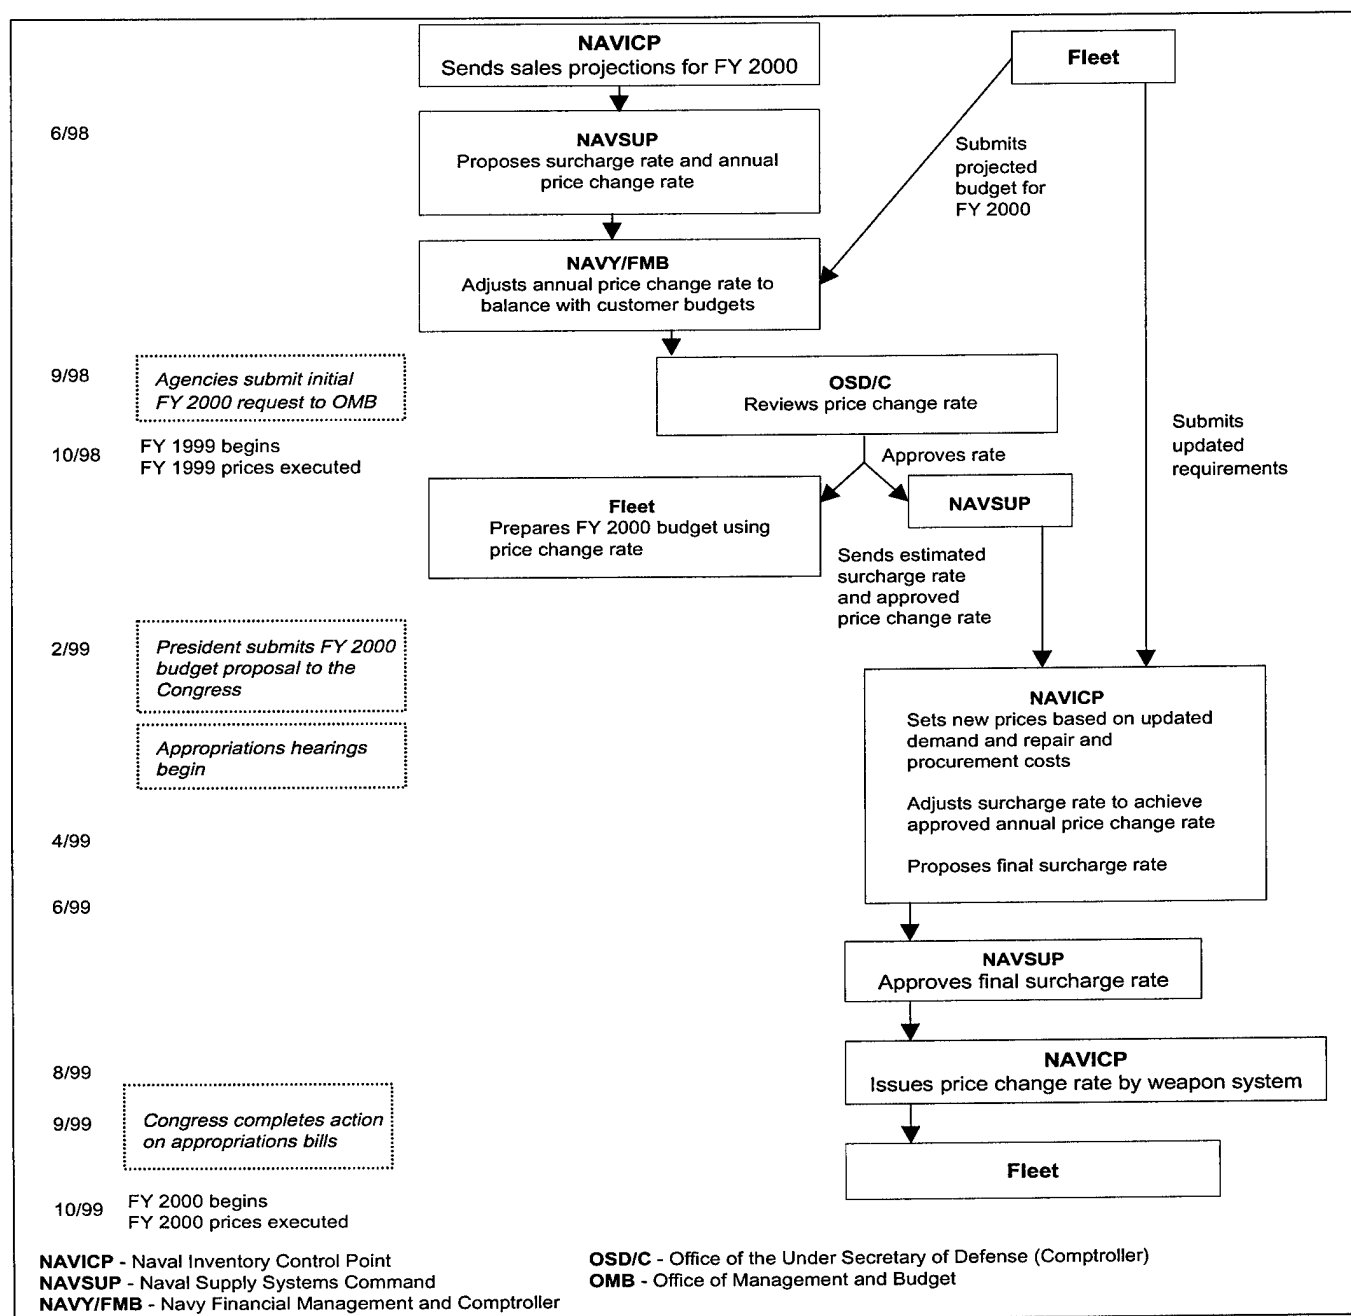 NAVICP
Sends sales projections for FY 2000
Fleet
6/98
NAVSUP
Proposes surcharge rate and annual
price change rate
Submits
projected
budget for
FY 2000
NAVY/FMB
Adjusts annual price change rate to
balance with customer budgets
9/98
Agencies submit initial
FY 2000 request to OMB
OSD/C
Reviews price change rate
10/98
FY 1999 begins
FY 1999 prices executed
Approves rate
Submits
updated
requirements
Fleet
Prepares FY 2000 budget using
price change rate
NAVSUP
Sends estimated
surcharge rate
and approved
price change rate
2/99
President submits FY 2000
budget proposal to the
Congress
Appropriations hearings
begin
NAVICP
Sets new prices based on updated
demand and repair and
procurement costs
Adjusts surcharge rate to achieve
approved annual price change rate
Proposes final surcharge rate
4/99
6/99
NAVSUP
Approves final surcharge rate
NAVICP
Issues price change rate by weapon system
8/99
9/99
Congress completes action
on appropriations bills
Fleet
10/99
FY 2000 begins
FY 2000 prices executed
NAVICP - Naval Inventory Control Point
NAVSUP - Naval Supply Systems Command
NAVY/FMB - Navy Financial Management and Comptroller
OSD/C - Office of the Under Secretary of Defense (Comptroller)
OMB - Office of Management and Budget